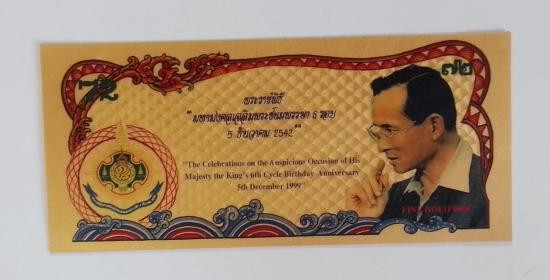 72
๗๒
พระราชพิธี
"มหามงคลเฉลิมพระชนมพรรษา 6 รอบ
5 ธันวาคม 2542"
"The Celebrations on the Auspicious Occasion of His
Majesty the King's 6th Cycle Birthday Anniversary
5th December 1999"
FINE GOLD